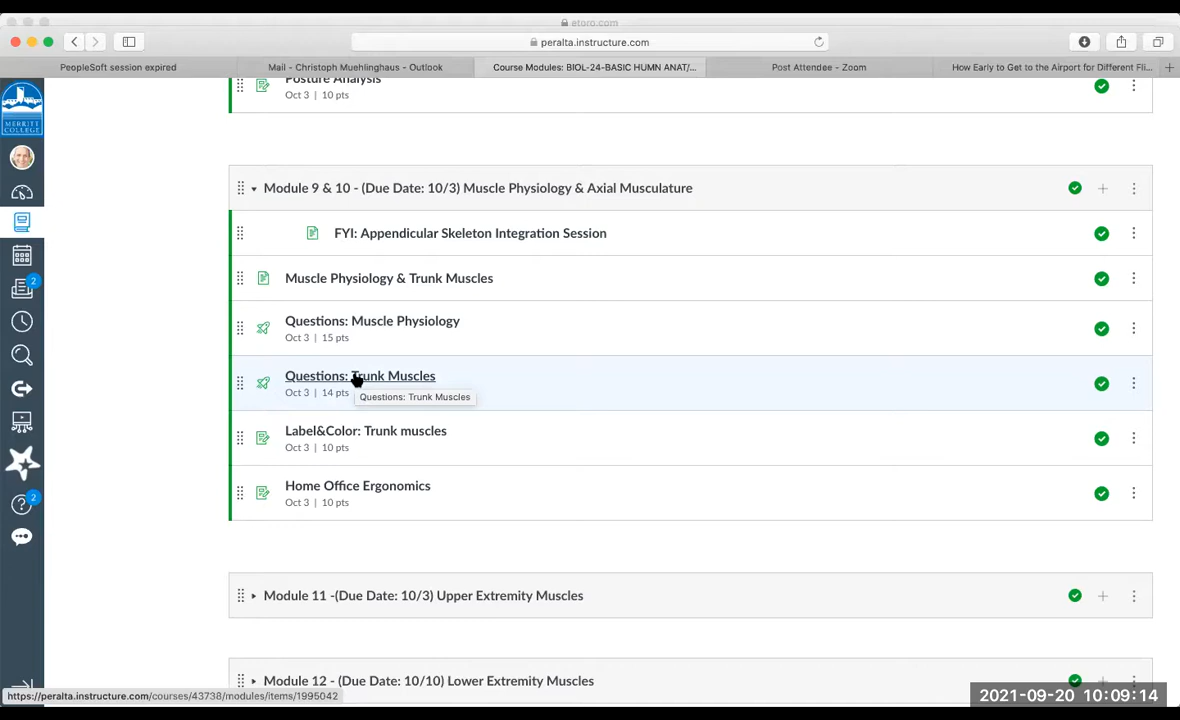 etoro.com
peralta.instructure.com
PeopleSoft session expired
Mail - Christoph Muehlinghaus - Outlook
Course Modules: BIOL-24-BASIC HUMN ANAT/...
Post Attendee - Zoom
How Early to Get to the Airport for Different Fli...
MERRITT
COLLEGE
Posture Analysis
Oct 3 | 10 pts
Module 9 & 10 - (Due Date: 10/3) Muscle Physiology & Axial Musculature
FYI: Appendicular Skeleton Integration Session
Muscle Physiology & Trunk Muscles
2
Questions: Muscle Physiology
Oct 3 | 15 pts
Questions: Trunk Muscles
Oct 3 | 14 pts
Questions: Trunk Muscles
Label&Color: Trunk muscles
Oct 3 | 10 pts
Home Office Ergonomics
Oct 3 | 10 pts
2
Module 11 -(Due Date: 10/3) Upper Extremity Muscles
Module 12 - (Due Date: 10/10) Lower Extremity Muscles
https://peralta.instructure.com/courses/43738/modules/items/1995042
2021-09-20 10:09:14